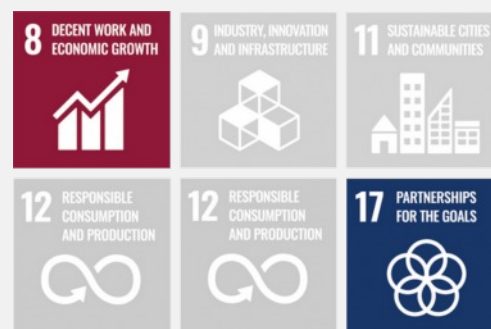 8 DECENT WORK AND
ECONOMIC GROWTH
9 INDUSTRY, INNOVATION
AND INFRASTRUCTURE
11 SUSTAINABLE CITIES
AND COMMUNITIES
12 RESPONSIBLE
CONSUMPTION
AND PRODUCTION
12 RESPONSIBLE
CONSUMPTION
AND PRODUCTION
17 PARTNERSHIPS
FOR THE GOALS